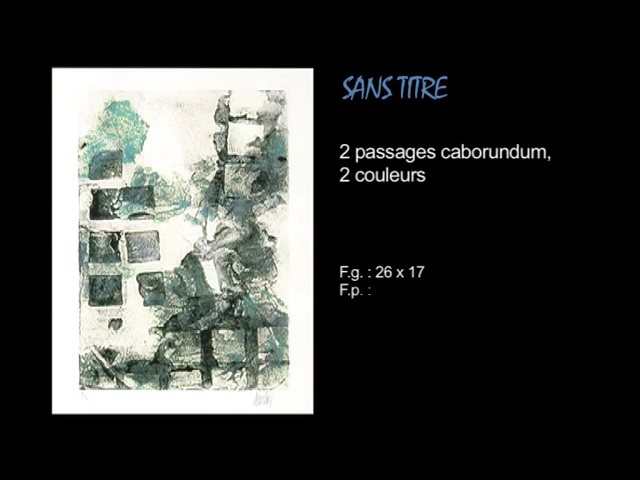 SANS TITRE
2 passages caborundum,
2 couleurs
F.g. : 26 x 17
F.p. :